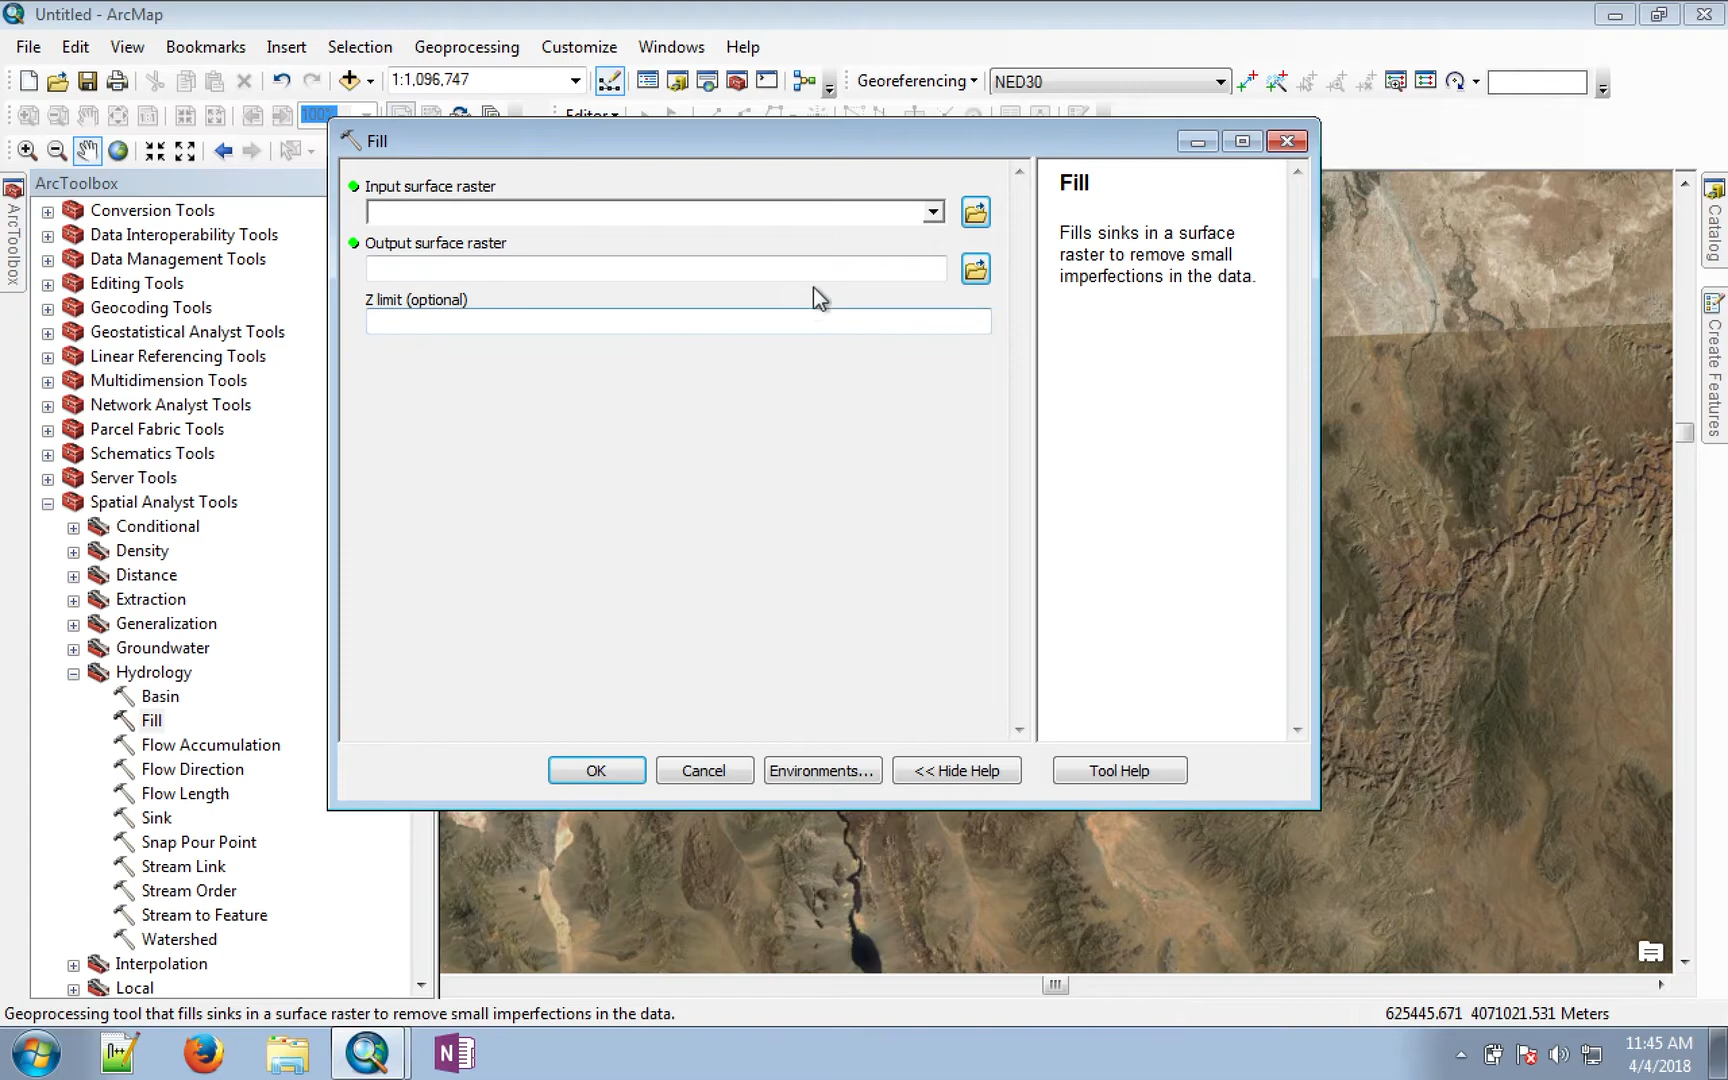 Untitled - ArcMap
File Edit View Bookmarks Insert Selection Geoprocessing Customize Windows Help
1:1,096,747
Georeferencing
NED30
100%
Editor
ArcToolbox
ArcToolbox
Conversion Tools
Data Interoperability Tools
Data Management Tools
Editing Tools
Geocoding Tools
Geostatistical Analyst Tools
Linear Referencing Tools
Multidimension Tools
Network Analyst Tools
Parcel Fabric Tools
Schematics Tools
Server Tools
Spatial Analyst Tools
Conditional
Density
Distance
Extraction
Generalization
Groundwater
Hydrology
Basin
Fill
Flow Accumulation
Flow Direction
Flow Length
Sink
Snap Pour Point
Stream Link
Stream Order
Stream to Feature
Watershed
Interpolation
Local
Fill
Input surface raster
Output surface raster
Z limit (optional)
OK
Cancel
Environments...
<< Hide Help
Tool Help
Fill
Fills sinks in a surface
raster to remove small
imperfections in the data.
Catalog
Create Features
Geoprocessing tool that fills sinks in a surface raster to remove small imperfections in the data.
625445.671 4071021.531 Meters
n++
N
11:45 AM
4/4/2018